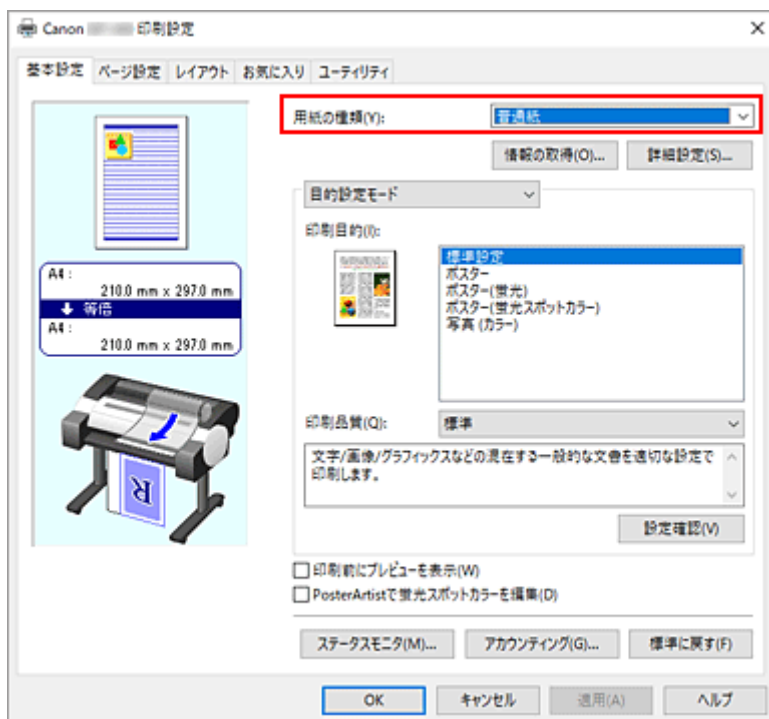 Canon 印刷設定
基本設定 ページ設定 レイアウト お気に入り ユーティリティ
用紙の種類(Y): 普通紙
情報の取得(O)... 詳細設定(S)...
目的設定モード
印刷目的(I):
標準設定
ポスター
ポスター(蛍光)
ポスター(蛍光スポットカラー)
写真 (カラー)
A4 :
210.0 mm x 297.0 mm
等倍
A4 :
210.0 mm x 297.0 mm
R
印刷品質(Q): 標準
文字/画像/グラフィックスなどの混在する一般的な文書を適切な設定で
印刷します。
設定確認(V)
印刷前にプレビューを表示(W)
PosterArtistで蛍光スポットカラーを編集(D)
ステータスモニタ(M)... アカウンティング(G)... 標準に戻す(F)
OK キャンセル 適用(A) ヘルプ